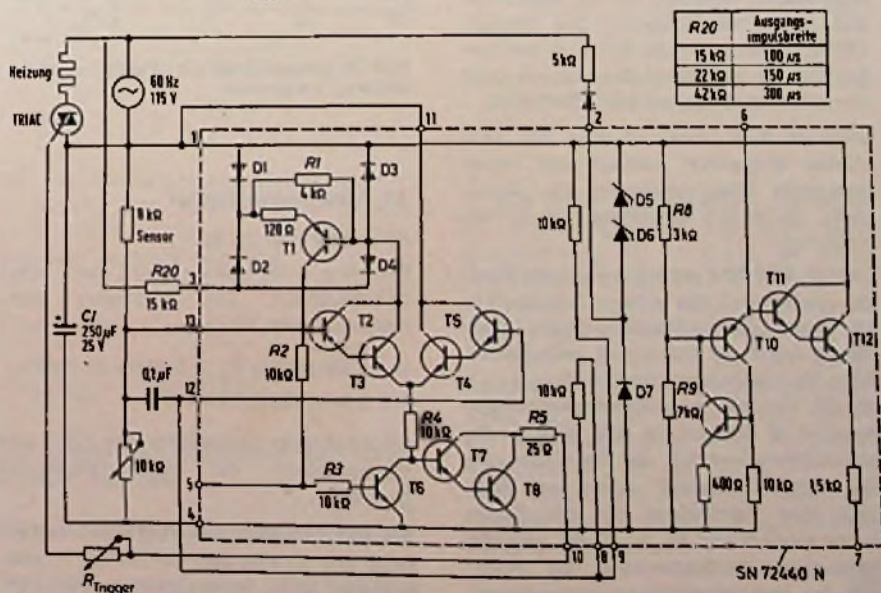 R20 Ausgangs-
impulsbreite
15 kΩ 100 µs
22 kΩ 150 µs
42 kΩ 300 µs
Heizung
TRIAC
60 Hz
115 V
5 kΩ
11
2
6
1
D1
R1
4 kΩ
D3
120 Ω
T1
D2
D4
8 kΩ
Sensor
R20
15 kΩ
3
10 kΩ
D5
D6
R8
3 kΩ
T11
T12
T10
C1
250 µF
25 V
13
T2
T5
T3
T4
R2
10 kΩ
12
0,1 µF
R4
10 kΩ
R5
25 Ω
10 kΩ
D7
R9
7 kΩ
10 kΩ
T7
T8
5
R3
10 kΩ
T6
400 Ω
10 kΩ
1,5 kΩ
4
10
8
9
7
RTrigger
SN 72440 N